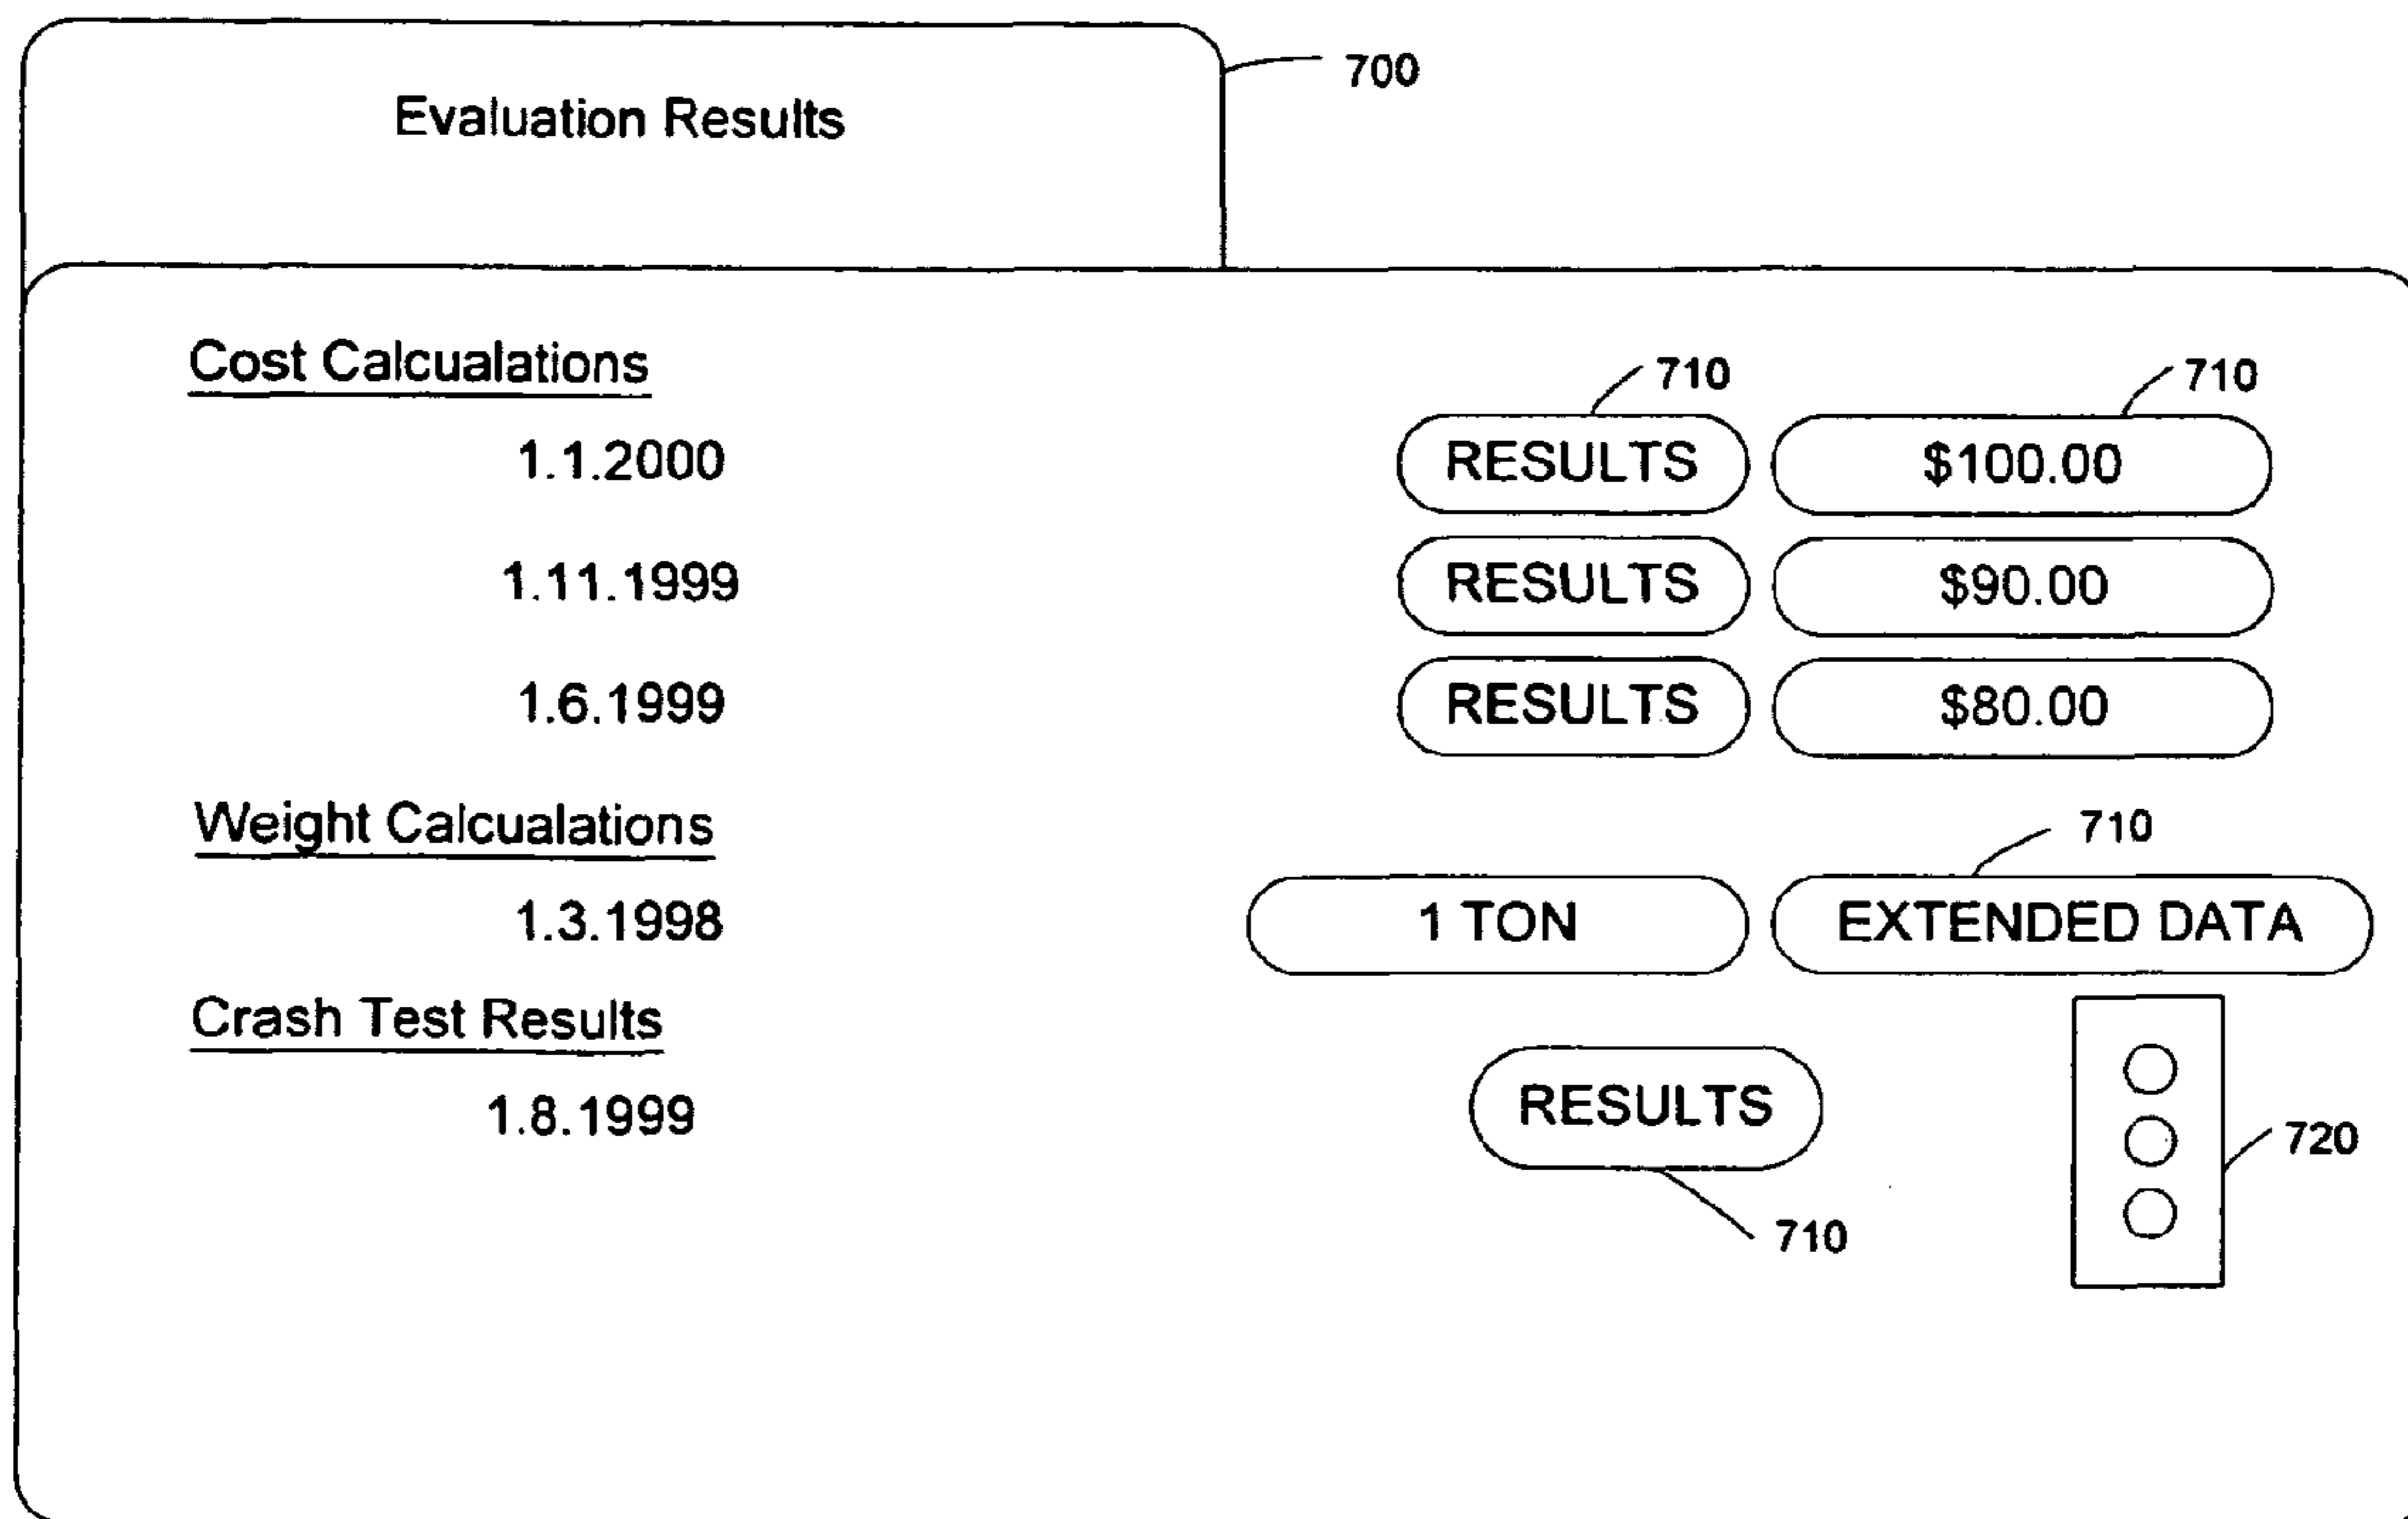 700
Evaluation Results
Cost Calcualations
710 710
1.1.2000 RESULTS $100.00
1.11.1999 RESULTS $90.00
1.6.1999 RESULTS $80.00
Weight Calcualations
710
1.3.1998 1 TON EXTENDED DATA
Crash Test Results
1.8.1999 RESULTS
720
710